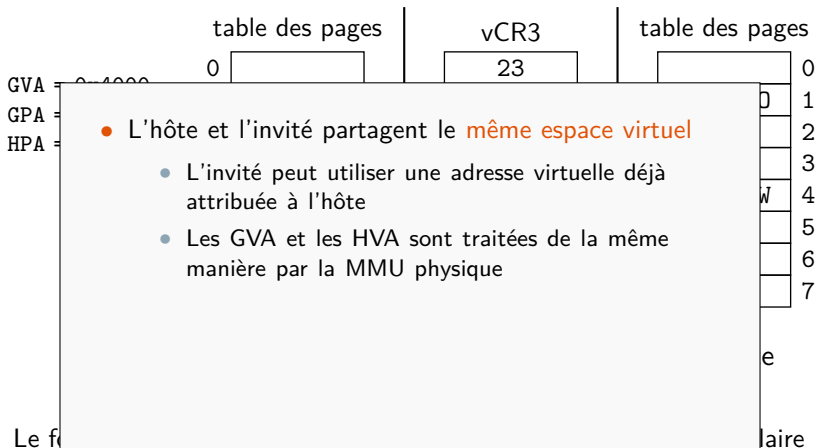 table des pages
vCR3
table des pages
0
23
0
GVA =
1
GPA =
• L'hôte et l'invité partagent le même espace virtuel
2
HPA =
3
• L'invité peut utiliser une adresse virtuelle déjà
W 4
attribuée à l'hôte
5
• Les GVA et les HVA sont traitées de la même
6
manière par la MMU physique
7
e
Le
laire